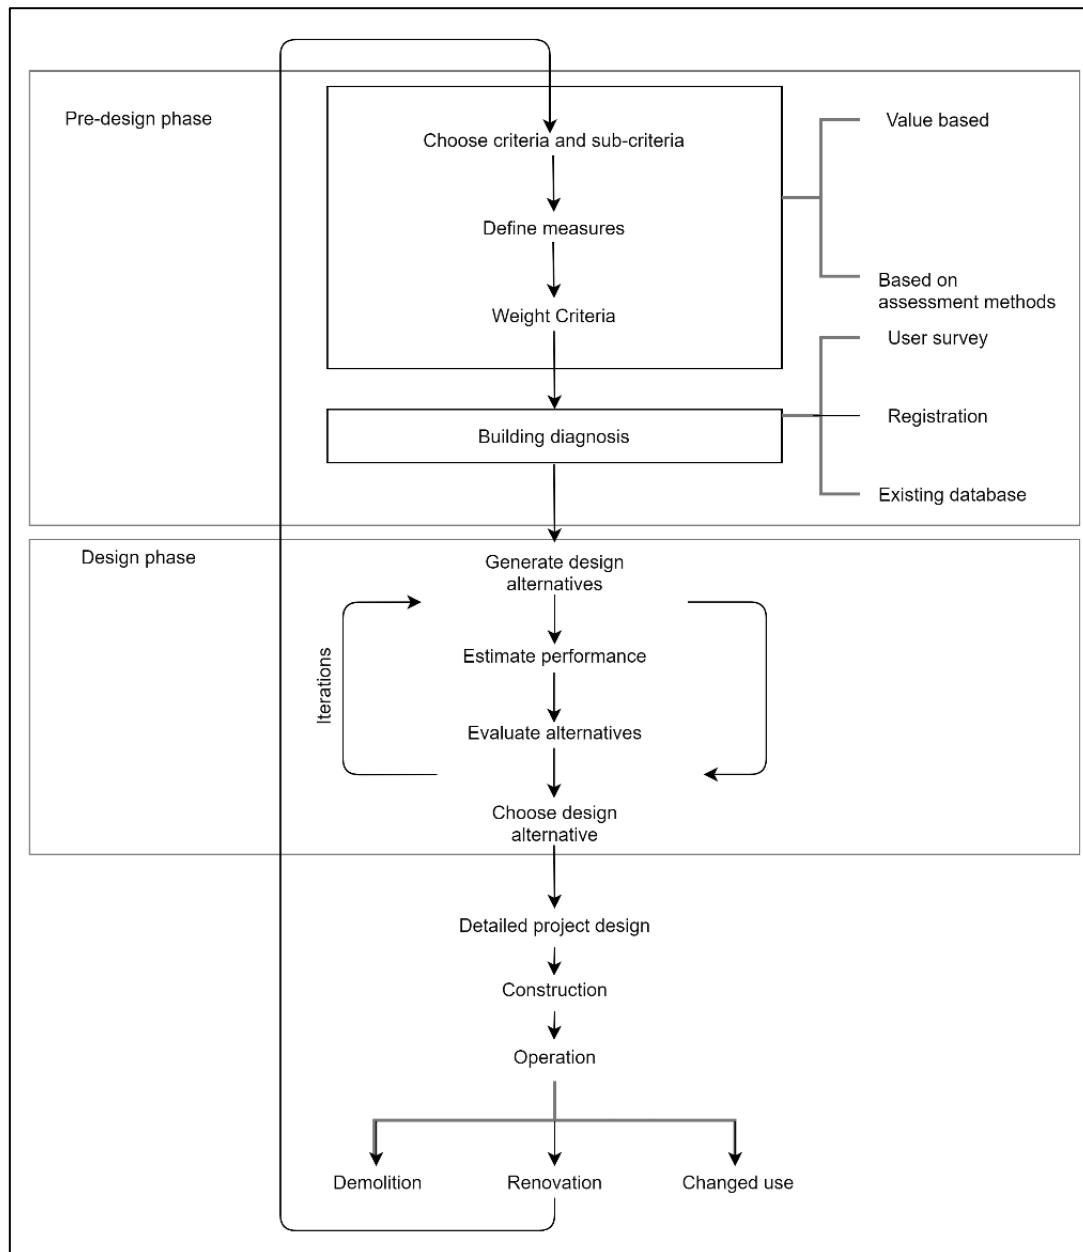 Pre-design phase
Choose criteria and sub-criteria
Define measures
Weight Criteria
Value based
Based on
assessment methods
Building diagnosis
User survey
Registration
Existing database
Design phase
Generate design
alternatives
Iterations
Estimate performance
Evaluate alternatives
Choose design
alternative
Detailed project design
Construction
Operation
Demolition
Renovation
Changed use